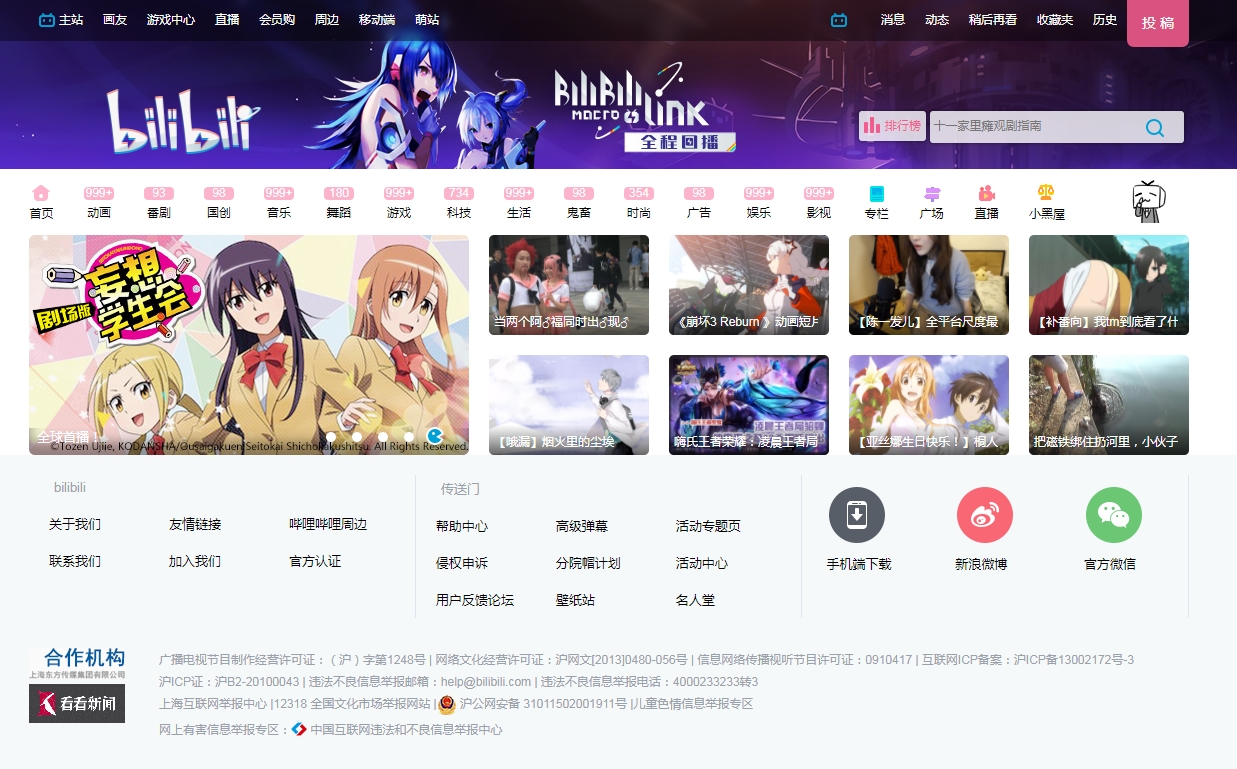 主站 画友 游戏中心 直播 会员购 周边 移动端 萌站 消息 动态 稍后再看 收藏夹 历史 投稿
bilibili
BILIBILI
MACRO LINK
全程回播
排行榜 十一家里瘫观剧指南
999+ 93 98 999+ 180 999+ 734 999+ 98 354 98 999+ 999+
首页 动画 番剧 国创 音乐 舞蹈 游戏 科技 生活 鬼畜 时尚 广告 娱乐 影视 专栏 广场 直播 小黑屋
剧场版 妄想学生会
全球首播！
©Tozen Ujiie, KODANSHA/Ousaigakuen Seitokai Shichokakushitsu. All Rights Reserved.
当两个阿♂福同时出♂现♂
《崩坏3 Reburn 》动画短片
【陈一发儿】全平台尺度最
【补番向】我tm到底看了什
【哦漏】烟火里的尘埃
嗨氏王者荣耀：凌晨王者局
【亚丝娜生日快乐！】桐人
把磁铁绑住扔河里，小伙子
bilibili
关于我们 友情链接 哔哩哔哩周边
联系我们 加入我们 官方认证
传送门
帮助中心 高级弹幕 活动专题页
侵权申诉 分院帽计划 活动中心
用户反馈论坛 壁纸站 名人堂
手机端下载 新浪微博 官方微信
合作机构
上海东方传媒集团有限公司
看看新闻
广播电视节目制作经营许可证：（沪）字第1248号 | 网络文化经营许可证：沪网文[2013]0480-056号 | 信息网络传播视听节目许可证：0910417 | 互联网ICP备案：沪ICP备13002172号-3
沪ICP证：沪B2-20100043 | 违法不良信息举报邮箱：help@bilibili.com | 违法不良信息举报电话：4000233233转3
上海互联网举报中心 |12318 全国文化市场举报网站 | 沪公网安备 31011502001911号 |儿童色情信息举报专区
网上有害信息举报专区： 中国互联网违法和不良信息举报中心